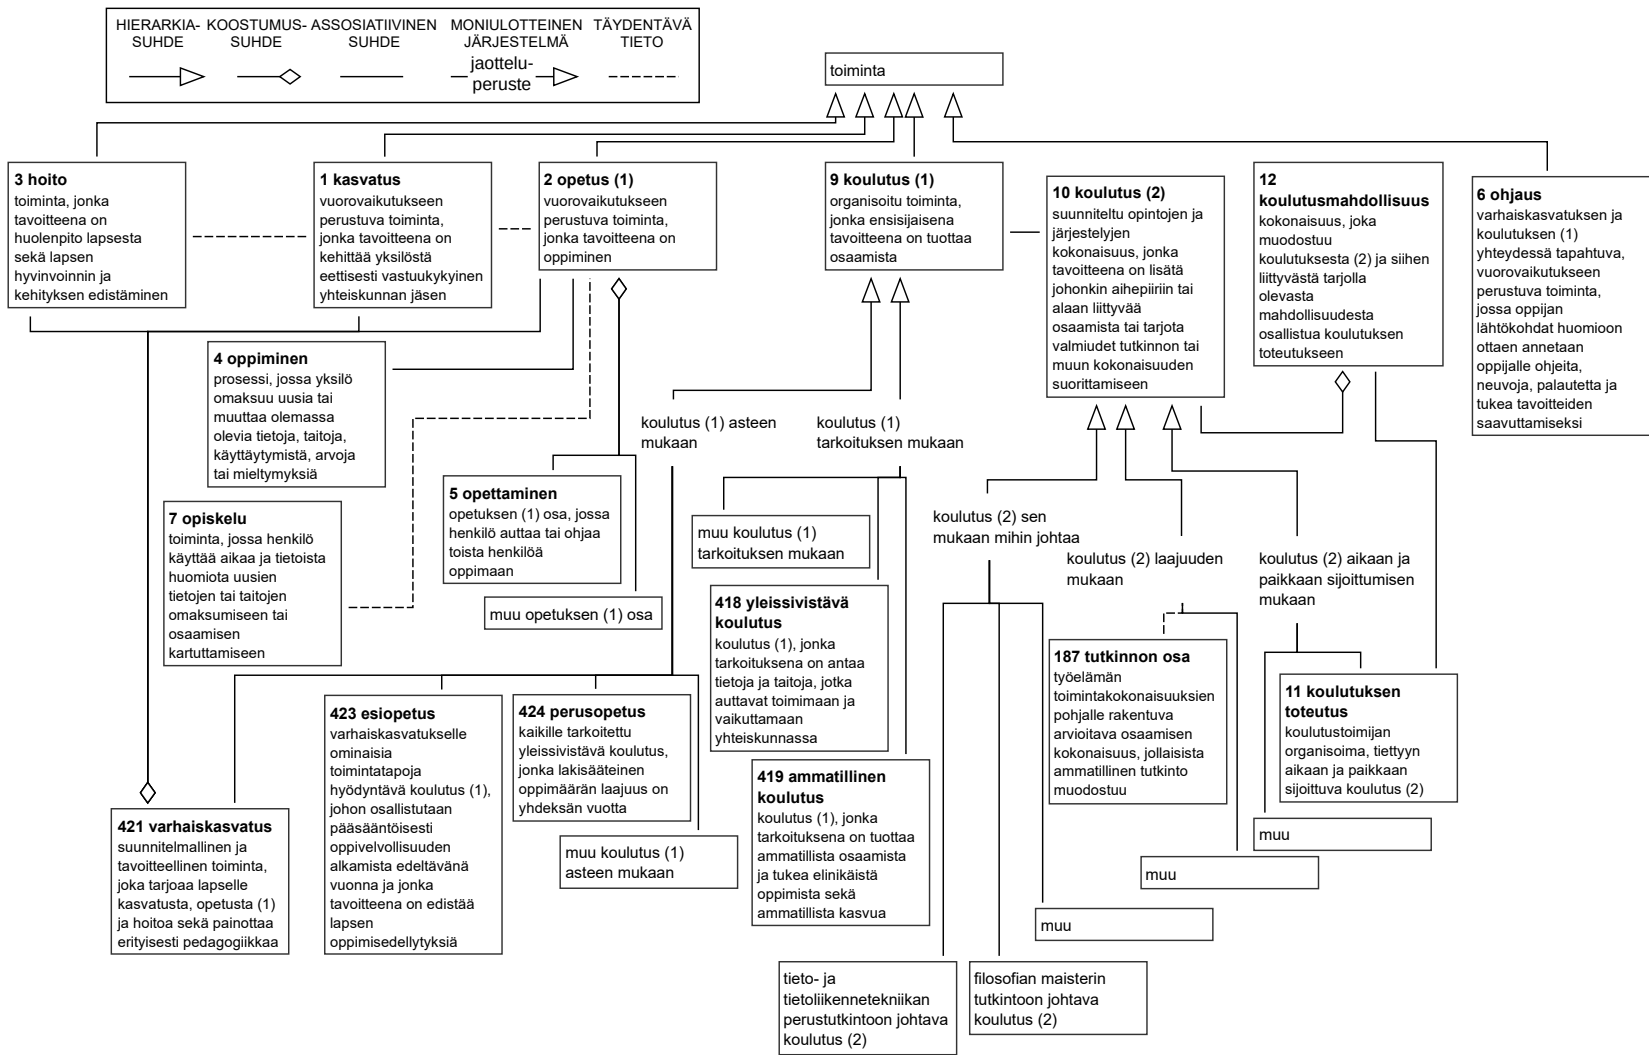 HIERARKIA-
SUHDE
KOOSTUMUS-
SUHDE
ASSOSIATIIVINEN
SUHDE
MONIULOTTEINEN
JÄRJESTELMÄ
jaottelu-
peruste
TÄYDENTÄVÄ
TIETO
toiminta
3 hoito
toiminta, jonka
tavoitteena on
huolenpito lapsesta
sekä lapsen
hyvinvoinnin ja
kehityksen edistäminen
1 kasvatus
vuorovaikutukseen
perustuva toiminta,
jonka tavoitteena on
kehittää yksilöstä
eettisesti vastuukykyinen
yhteiskunnan jäsen
2 opetus (1)
vuorovaikutukseen
perustuva toiminta,
jonka tavoitteena on
oppiminen
9 koulutus (1)
organisoitu toiminta,
jonka ensisijaisena
tavoitteena on tuottaa
osaamista
10 koulutus (2)
suunniteltu opintojen ja
järjestelyjen
kokonaisuus, jonka
tavoitteena on lisätä
johonkin aihepiiriin tai
alaan liittyvää
osaamista tai tarjota
valmiudet tutkinnon tai
muun kokonaisuuden
suorittamiseen
12
koulutusmahdollisuus
kokonaisuus, joka
muodostuu
koulutuksesta (2) ja siihen
liittyvästä tarjolla
olevasta
mahdollisuudesta
osallistua koulutuksen
toteutukseen
6 ohjaus
varhaiskasvatuksen ja
koulutuksen (1)
yhteydessä tapahtuva,
vuorovaikutukseen
perustuva toiminta,
jossa oppijan
lähtökohdat huomioon
ottaen annetaan
oppijalle ohjeita,
neuvoja, palautetta ja
tukea tavoitteiden
saavuttamiseksi
4 oppiminen
prosessi, jossa yksilö
omaksuu uusia tai
muuttaa olemassa
olevia tietoja, taitoja,
käyttäytymistä, arvoja
tai mieltymyksiä
koulutus (1) asteen
mukaan
koulutus (1)
tarkoituksen mukaan
7 opiskelu
toiminta, jossa henkilö
käyttää aikaa ja tietoista
huomiota uusien
tietojen tai taitojen
omaksumiseen tai
osaamisen
kartuttamiseen
5 opettaminen
opetuksen (1) osa, jossa
henkilö auttaa tai ohjaa
toista henkilöä
oppimaan
muu opetuksen (1) osa
muu koulutus (1)
tarkoituksen mukaan
koulutus (2) sen
mukaan mihin johtaa
koulutus (2) laajuuden
mukaan
koulutus (2) aikaan ja
paikkaan sijoittumisen
mukaan
418 yleissivistävä
koulutus
koulutus (1), jonka
tarkoituksena on antaa
tietoja ja taitoja, jotka
auttavat toimimaan ja
vaikuttamaan
yhteiskunnassa
187 tutkinnon osa
työelämän
toimintakokonaisuuksien
pohjalle rakentuva
arvioitava osaamisen
kokonaisuus, jollaisista
ammatillinen tutkinto
muodostuu
11 koulutuksen
toteutus
koulutustoimijan
organisoima, tiettyyn
aikaan ja paikkaan
sijoittuva koulutus (2)
423 esiopetus
varhaiskasvatukselle
ominaisia
toimintatapoja
hyödyntävä koulutus (1),
johon osallistutaan
pääsääntöisesti
oppivelvollisuuden
alkamista edeltävänä
vuonna ja jonka
tavoitteena on edistää
lapsen
oppimisedellytyksiä
424 perusopetus
kaikille tarkoitettu
yleissivistävä koulutus,
jonka lakisääteinen
oppimäärän laajuus on
yhdeksän vuotta
419 ammatillinen
koulutus
koulutus (1), jonka
tarkoituksena on tuottaa
ammatillista osaamista
ja tukea elinikäistä
oppimista sekä
ammatillista kasvua
421 varhaiskasvatus
suunnitelmallinen ja
tavoitteellinen toiminta,
joka tarjoaa lapselle
kasvatusta, opetusta (1)
ja hoitoa sekä painottaa
erityisesti pedagogiikkaa
muu koulutus (1)
asteen mukaan
muu
muu
muu
tieto- ja
tietoliikennetekniikan
perustutkintoon johtava
koulutus (2)
filosofian maisterin
tutkintoon johtava
koulutus (2)